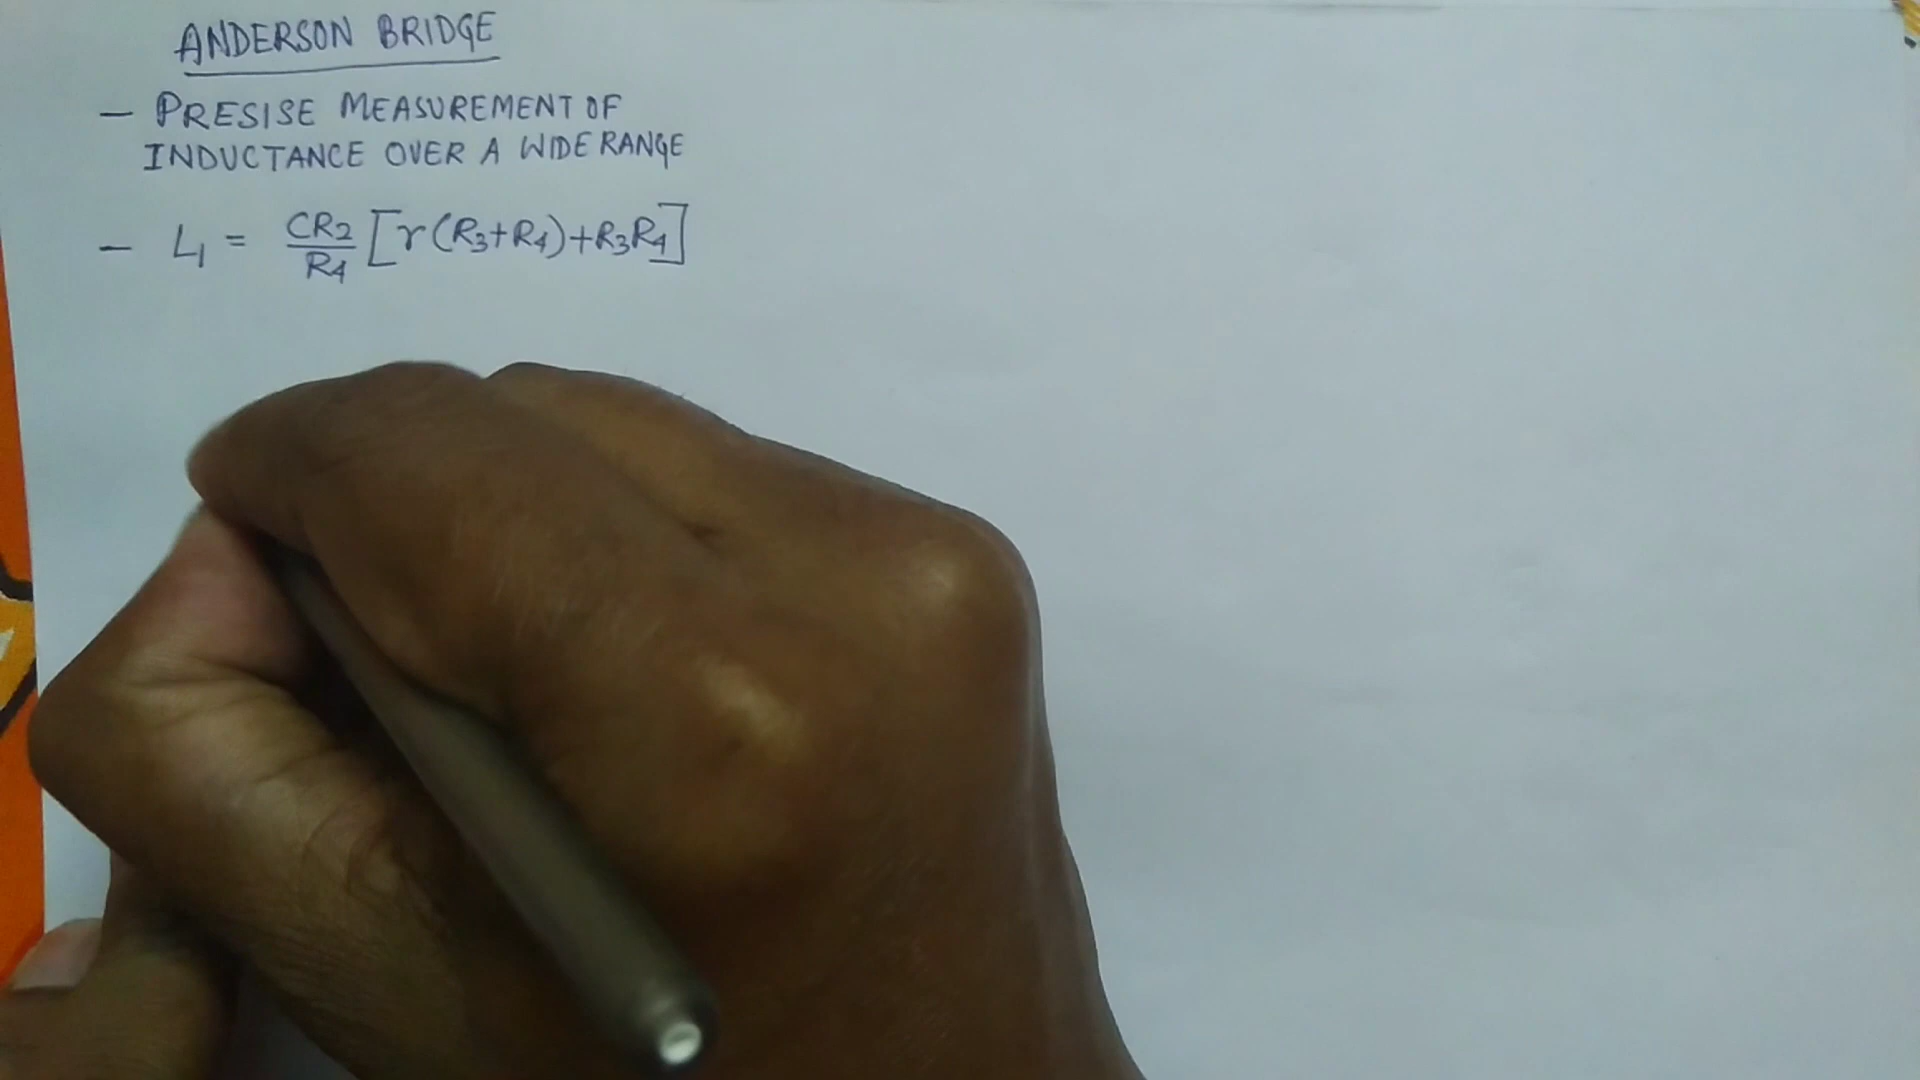 ANDERSON BRIDGE
- PRESISE MEASUREMENT OF
INDUCTANCE OVER A WIDE RANGE
- L1 = CR2/R4 [r(R3+R4)+R3R4]